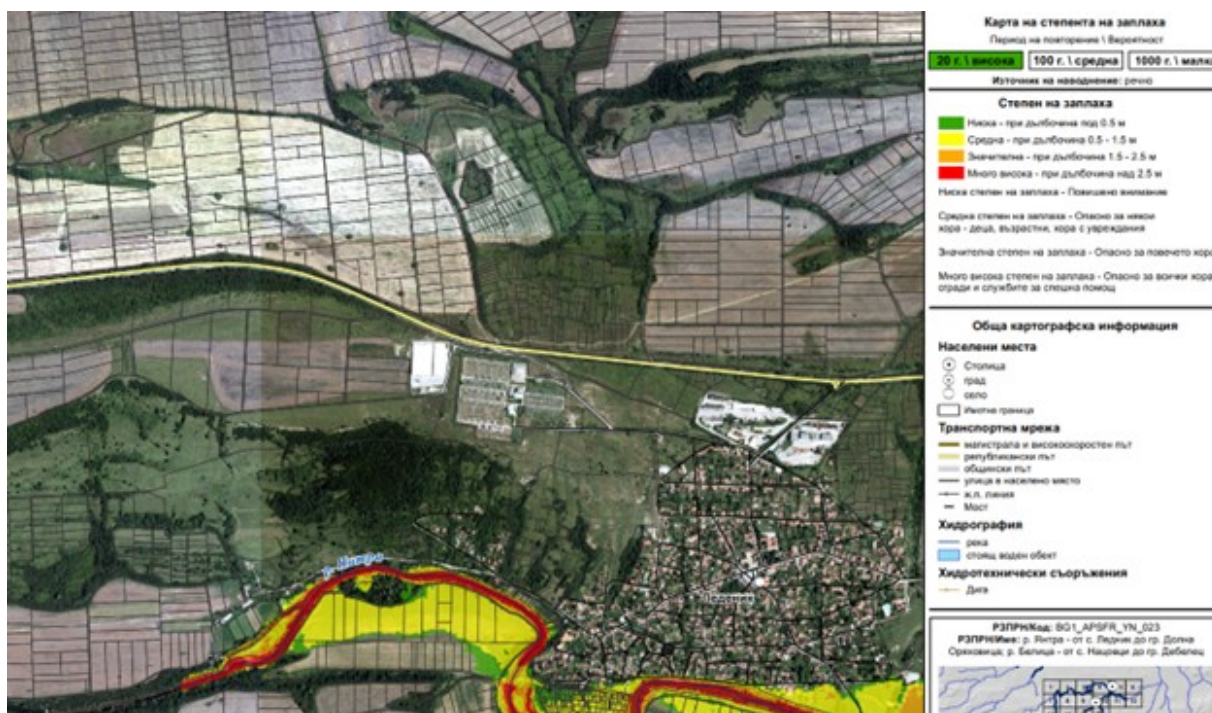 Карта на степента на заплаха
Период на повторение \ Вероятност
20 г. \ висока
100 г. \ средна
1000 г. \ малка
Източник на наводнение: речно
Степен на заплаха
Ниска - при дълбочина под 0.5 м
Средна - при дълбочина 0.5 - 1.5 м
Значителна - при дълбочина 1.5 - 2.5 м
Много висока - при дълбочина над 2.5 м
Ниска степен на заплаха - Повишено внимание
Средна степен на заплаха - Опасно за някои
хора - деца, възрастни, хора с увреждания
Значителна степен на заплаха - Опасно за повечето хора
Много висока степен на заплаха - Опасно за всички хора,
сгради и службите за спешна помощ
Обща картографска информация
Населени места
Столица
град
село
Имотна граница
Транспортна мрежа
магистрала и високоскоростен път
републикански път
общински път
улица в населено място
ж.п. линия
Мост
Хидрография
река
стоящ воден обект
Хидротехнически съоръжения
Дига
РЗПРН/Код: BG1_APSFR_YN_023
РЗПРН/Име: р. Янтра - от с. Ледник до гр. Долна
Оряховица; р. Белица - от с. Нацовци до гр. Дебелец
р. Янтра
Леденик